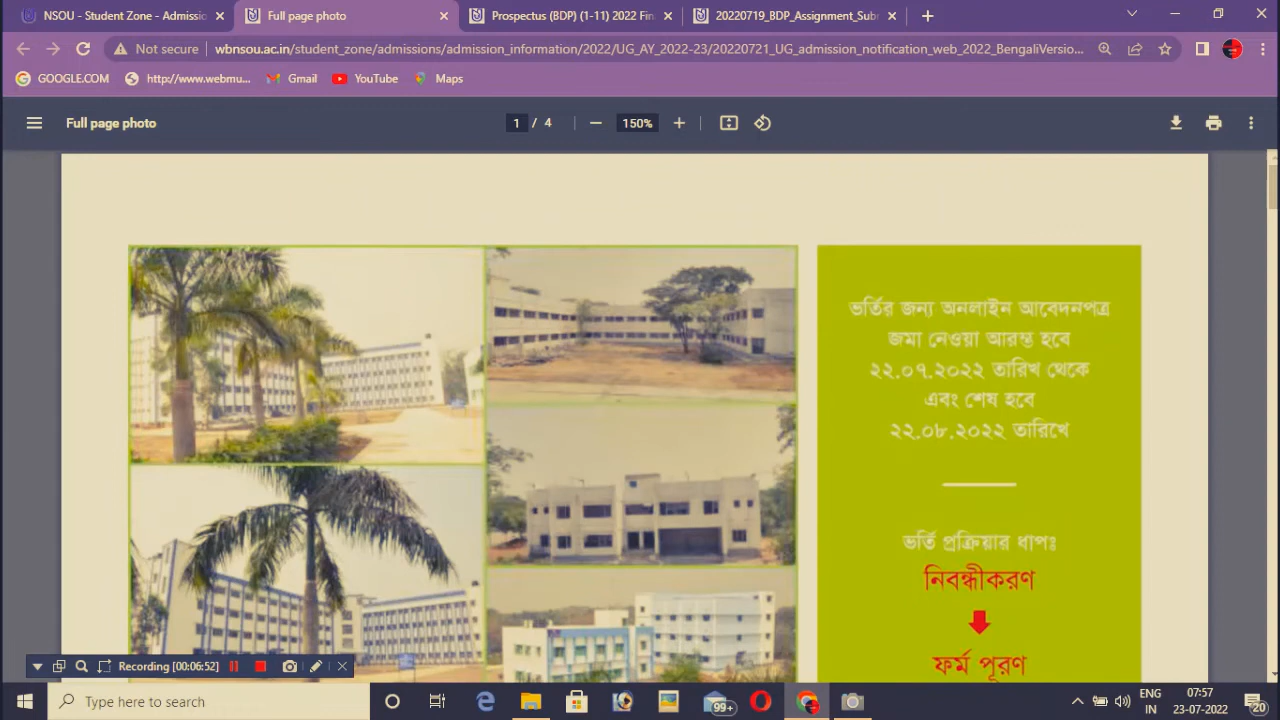 NSOU - Student Zone - Admissio
Full page photo
Prospectus (BDP) (1-11) 2022 Fin
20220719_BDP_Assignment_Sub
Not secure
wbnsou.ac.in/student_zone/admissions/admission_information/2022/UG_AY_2022-23/20220721_UG_admission_notification_web_2022_BengaliVersio...
GOOGLE.COM
http://www.webmu...
Gmail
YouTube
Maps
Full page photo
1 / 4
150%
ভর্তির জন্য অনলাইন আবেদনপত্র
জমা নেওয়া আরম্ভ হবে
২২.০৭.২০২২ তারিখ থেকে
এবং শেষ হবে
২২.০৮.২০২২ তারিখে
ভর্তি প্রক্রিয়ার ধাপঃ
নিবন্ধীকরণ
ফর্ম পূরণ
Recording [00:06:52]
Type here to search
99+
ENG
IN
07:57
23-07-2022
20